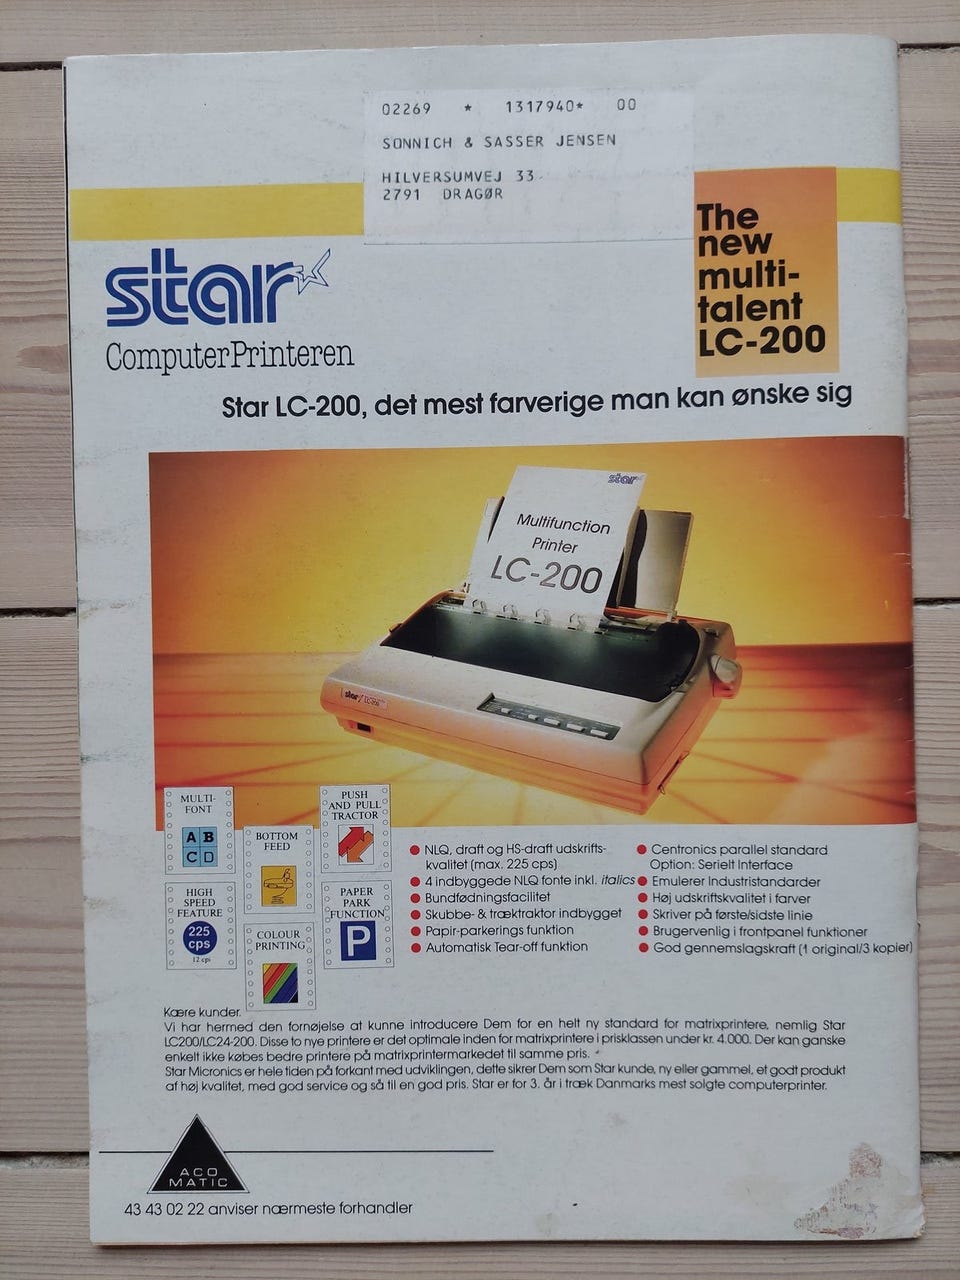 02269 * 1317940* 00
SONNICH & SASSER JENSEN
HILVERSUMVEJ 33
2791 DRAGØR
The
new
multi-
talent
LC-200
star
ComputerPrinteren
Star LC-200, det mest farverige man kan ønske sig
star
Multifunction
Printer
LC-200
star LC-200
MULTI-
FONT
A B
C D
BOTTOM
FEED
PUSH
AND PULL
TRACTOR
HIGH
SPEED
FEATURE
225
cps
12 cpi
COLOUR
PRINTING
PAPER
PARK
FUNCTION
P
NLQ, draft og HS-draft udskrifts-
kvalitet (max. 225 cps)
4 indbyggede NLQ fonte inkl. italics
Bundfødningsfacilitet
Skubbe- & træktraktor indbygget
Papir-parkerings funktion
Automatisk Tear-off funktion
Centronics parallel standard
Option: Serielt Interface
Emulerer Industristandarder
Høj udskriftskvalitet i farver
Skriver på første/sidste linie
Brugervenlig i frontpanel funktioner
God gennemslagskraft (1 original/3 kopier)
Kære kunder.
Vi har hermed den fornøjelse at kunne introducere Dem for en helt ny standard for matrixprintere, nemlig Star
LC200/LC24-200. Disse to nye printere er det optimale inden for matrixprintere i prisklassen under kr. 4.000. Der kan ganske
enkelt ikke købes bedre printere på matrixprintermarkedet til samme pris.
Star Micronics er hele tiden på forkant med udviklingen, dette sikrer Dem som Star kunde, ny eller gammel, et godt produkt
af høj kvalitet, med god service og så til en god pris. Star er for 3. år i træk Danmarks mest solgte computerprinter.
ACO
MATIC
43 43 02 22 anviser nærmeste forhandler